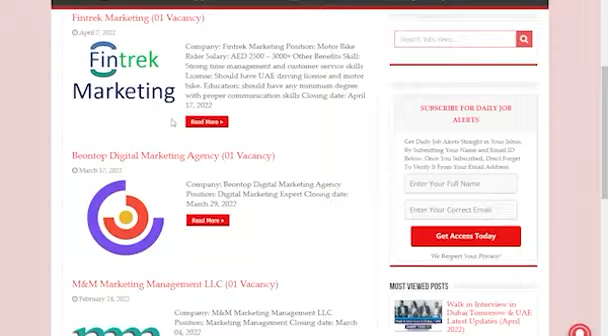 Fintrek Marketing (01 Vacancy)
April 7, 2022
Fintrek
Marketing
Company: Fintrek Marketing Position: Motor Bike
Rider Salary: AED 2500 – 3000+ Other Benefits Skill:
Strong time management and customer service skills
License: Should have UAE driving license and motor
bike. Education: should have any minimum degree
with proper communication skills Closing date: April
17, 2022
Read More »
Beontop Digital Marketing Agency (01 Vacancy)
March 17, 2022
Company: Beontop Digital Marketing Agency
Position: Digital Marketing Expert Closing date:
March 29, 2022
Read More »
M&M Marketing Management LLC (01 Vacancy)
February 24, 2022
Company: M&M Marketing Management LLC
Position: Marketing Management Closing date: March
04, 2022
SUBSCRIBE FOR DAILY JOB
ALERTS
Get Daily Job Alerts Straight in Your Inbox
By Submitting Your Name and Email ID
Below. Once You Subscribed, Don't Forget
To Verify It From Your Email Address.
Enter Your Full Name
Enter Your Correct Email
Get Access Today
We Respect Your Privacy!
MOST VIEWED POSTS
Walk in Interview in
Dubai Tomorrow & UAE
Latest Updates (April
2022)